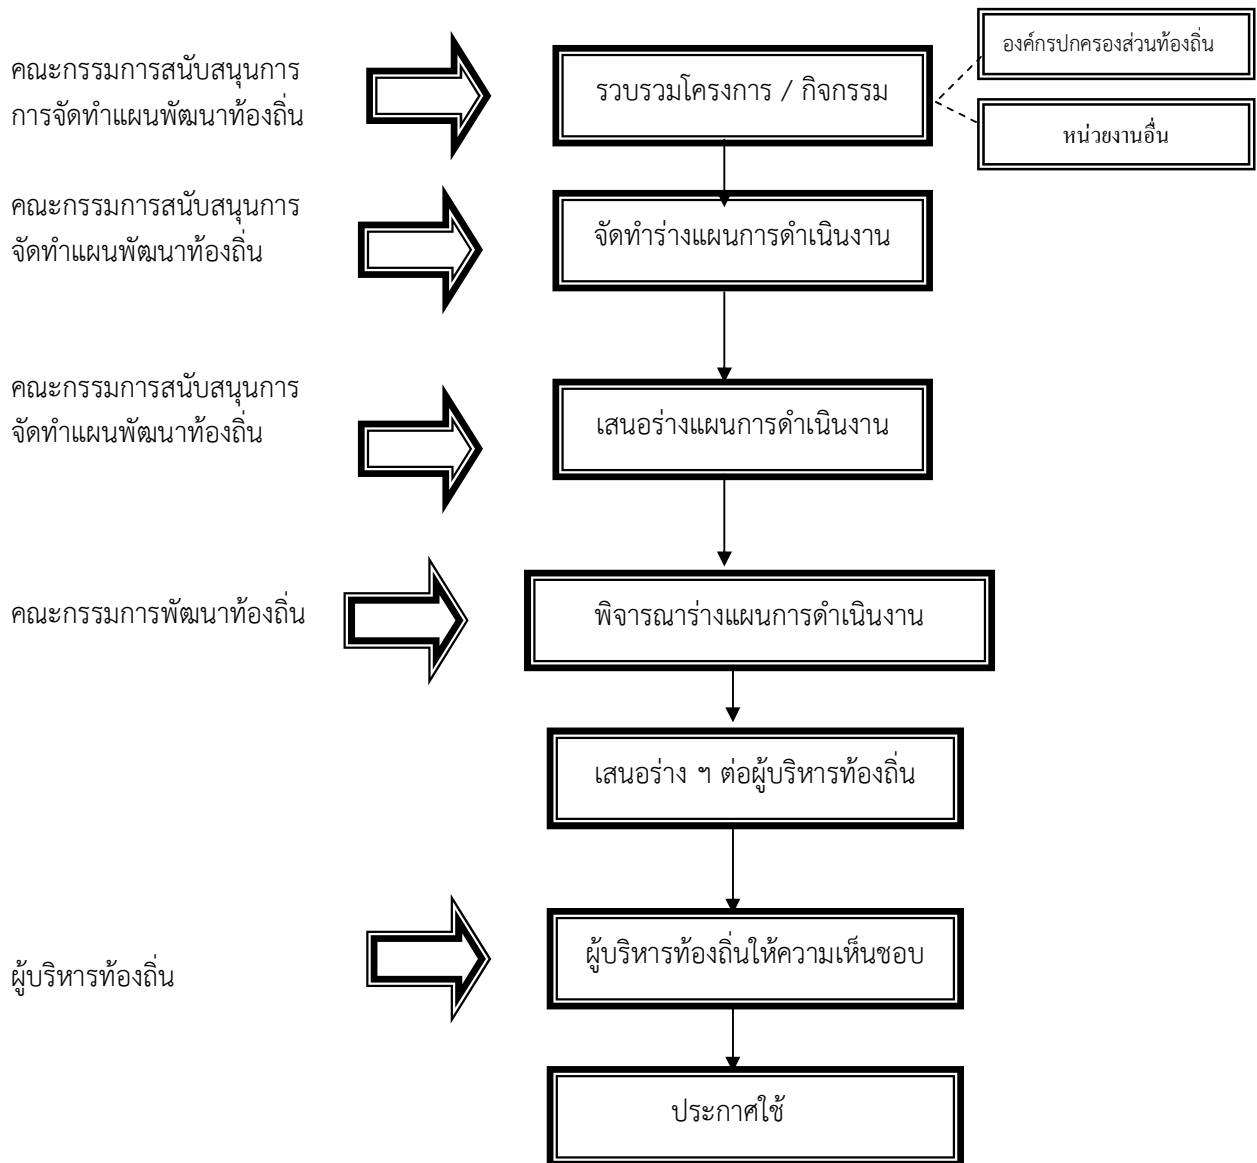 องค์กรปกครองส่วนท้องถิ่น
คณะกรรมการสนับสนุนการ
การจัดทำแผนพัฒนาท้องถิ่น
รวบรวมโครงการ / กิจกรรม
หน่วยงานอื่น
คณะกรรมการสนับสนุนการ
จัดทำแผนพัฒนาท้องถิ่น
จัดทำร่างแผนการดำเนินงาน
คณะกรรมการสนับสนุนการ
จัดทำแผนพัฒนาท้องถิ่น
เสนอร่างแผนการดำเนินงาน
คณะกรรมการพัฒนาท้องถิ่น
พิจารณาร่างแผนการดำเนินงาน
เสนอร่าง ฯ ต่อผู้บริหารท้องถิ่น
ผู้บริหารท้องถิ่น
ผู้บริหารท้องถิ่นให้ความเห็นชอบ
ประกาศใช้